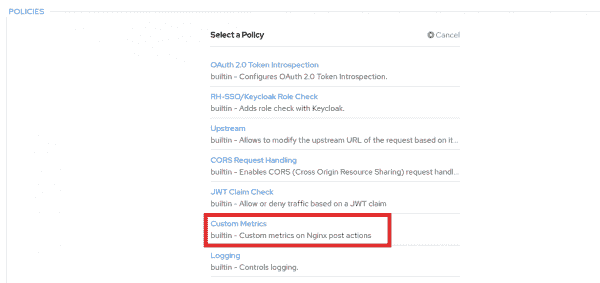 POLICIES
Select a Policy
Cancel
OAuth 2.0 Token Introspection
builtin - Configures OAuth 2.0 Token Introspection.
RH-SSO/Keycloak Role Check
builtin - Adds role check with Keycloak.
Upstream
builtin - Allows to modify the upstream URL of the request based on it...
CORS Request Handling
builtin - Enables CORS (Cross Origin Resource Sharing) request handl...
JWT Claim Check
builtin - Allow or deny traffic based on a JWT claim
Custom Metrics
builtin - Custom metrics on Nginx post actions
Logging
builtin - Controls logging.